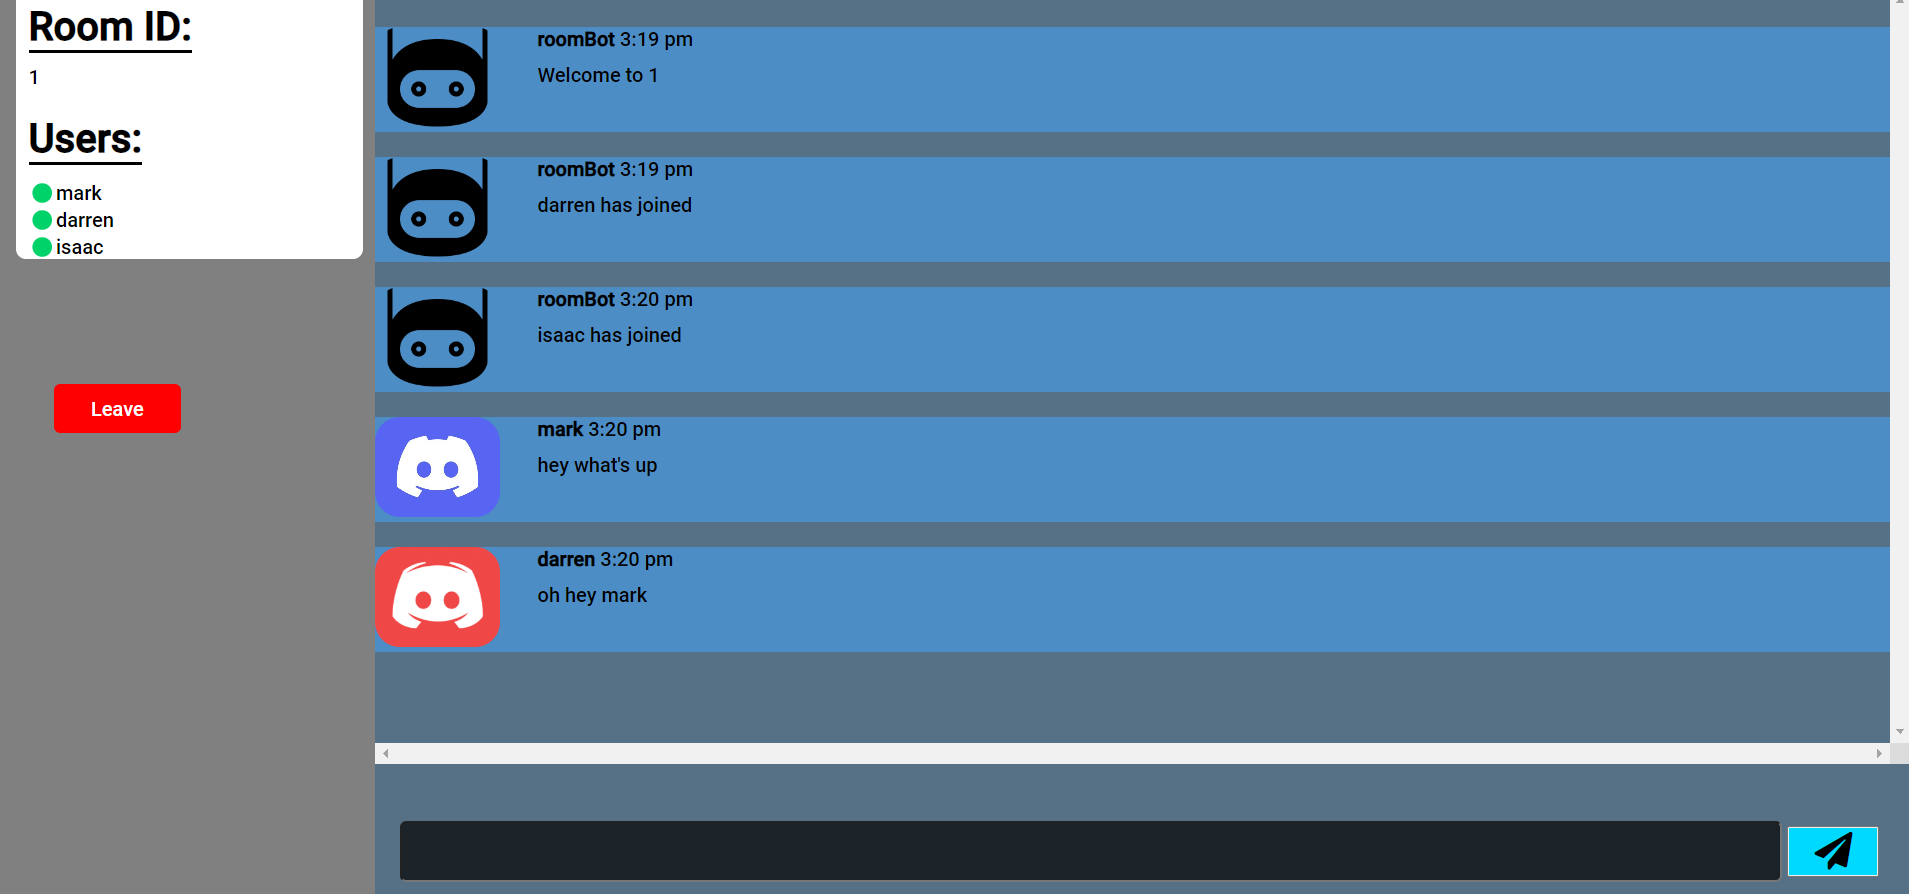 Room ID:
1
Users:
mark
darren
isaac
Leave
roomBot 3:19 pm
Welcome to 1
roomBot 3:19 pm
darren has joined
roomBot 3:20 pm
isaac has joined
mark 3:20 pm
hey what's up
darren 3:20 pm
oh hey mark